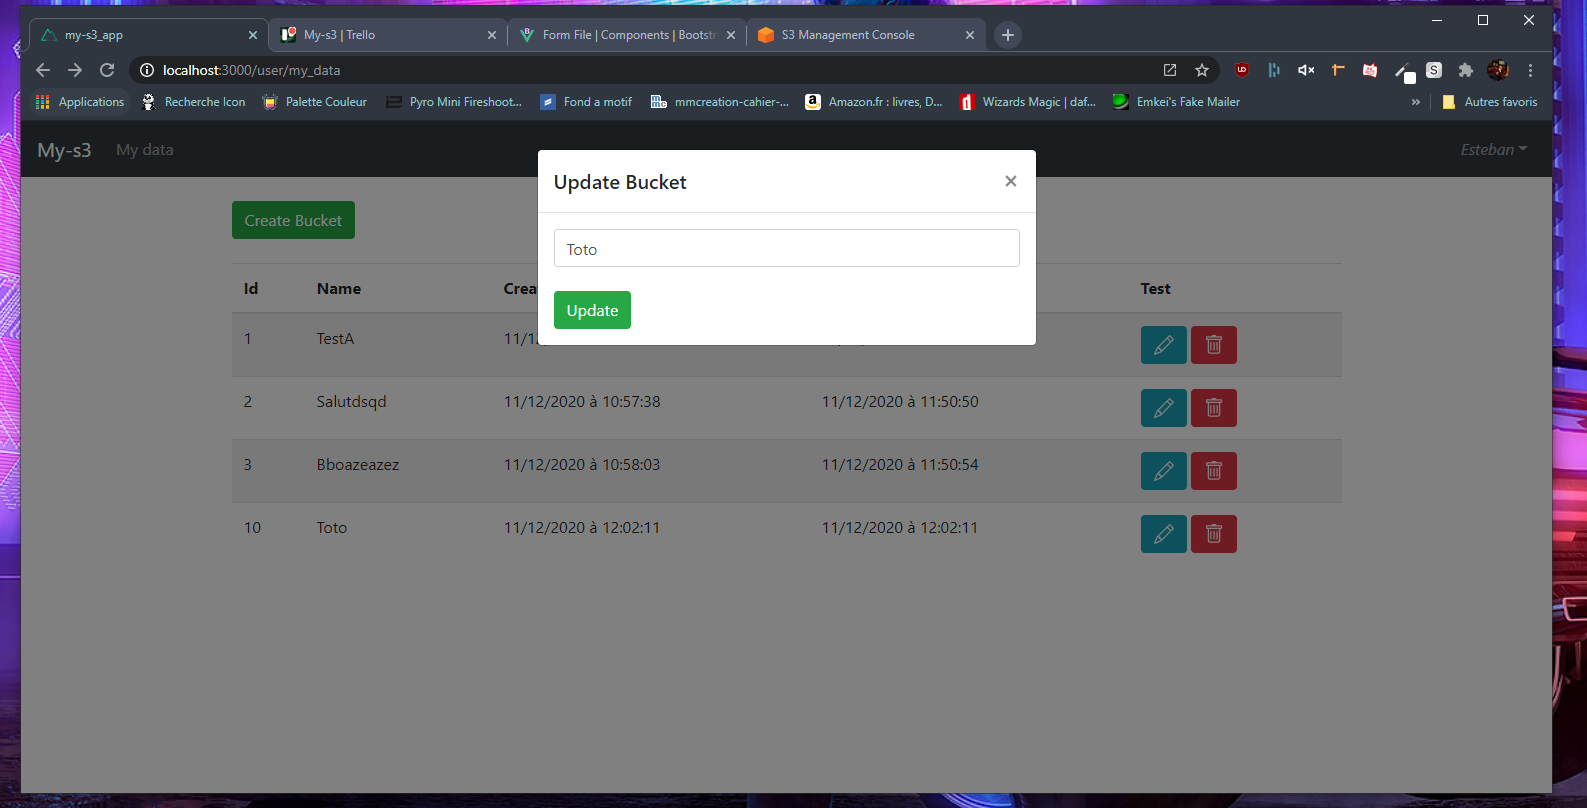 my-s3_app My-s3 | Trello Form File | Components | Bootstr S3 Management Console
localhost:3000/user/my_data
Applications Recherche Icon Palette Couleur Pyro Mini Fireshoot... Fond a motif mmcreation-cahier-... Amazon.fr : livres, D... Wizards Magic | daf... Emkei's Fake Mailer » Autres favoris
My-s3 My data Esteban
Update Bucket ×
Create Bucket
Toto
Id Name Crea Test
Update
1 TestA 11/12
2 Salutdsqd 11/12/2020 à 10:57:38 11/12/2020 à 11:50:50
3 Bboazeazez 11/12/2020 à 10:58:03 11/12/2020 à 11:50:54
10 Toto 11/12/2020 à 12:02:11 11/12/2020 à 12:02:11